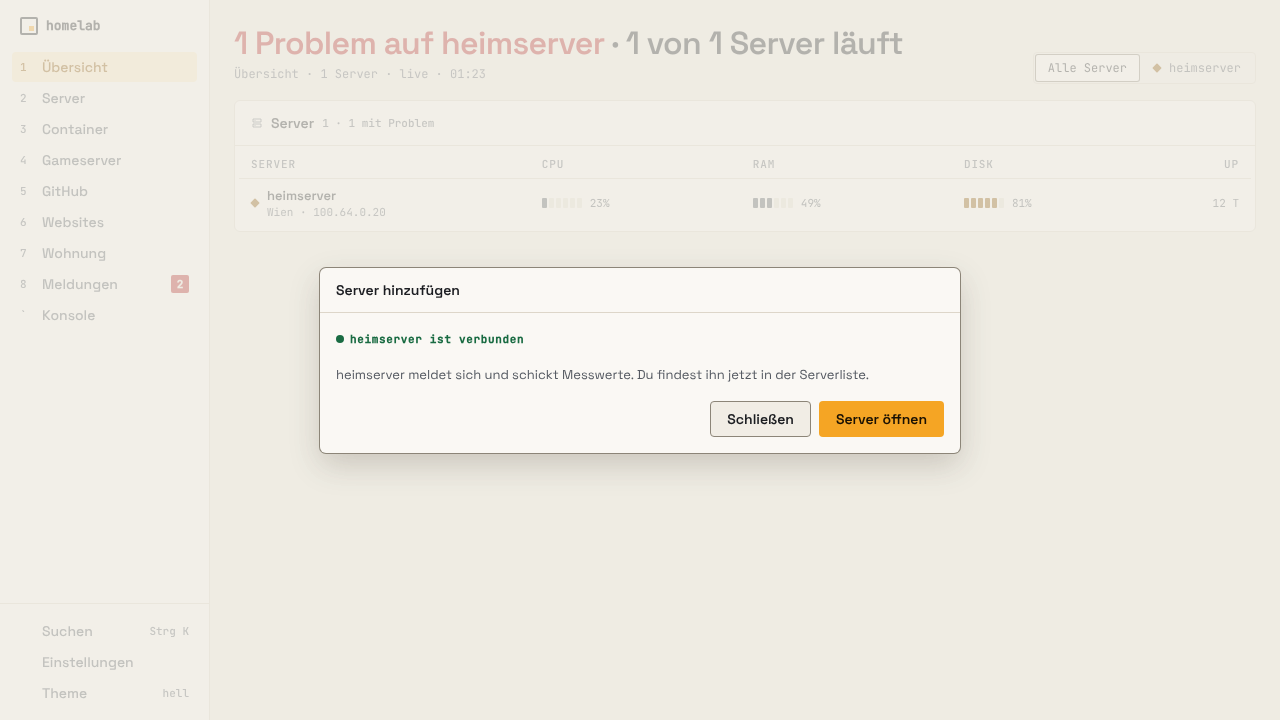 homelab
1 Übersicht
2 Server
3 Container
4 Gameserver
5 GitHub
6 Websites
7 Wohnung
8 Meldungen 2
` Konsole
Suchen Strg K
Einstellungen
Theme hell
1 Problem auf heimserver · 1 von 1 Server läuft
Übersicht · 1 Server · live · 01:23
Alle Server heimserver
Server 1 · 1 mit Problem
SERVER CPU RAM DISK UP
heimserver 23% 49% 81% 12 T
Wien · 100.64.0.20
Server hinzufügen
heimserver ist verbunden
heimserver meldet sich und schickt Messwerte. Du findest ihn jetzt in der Serverliste.
Schließen Server öffnen